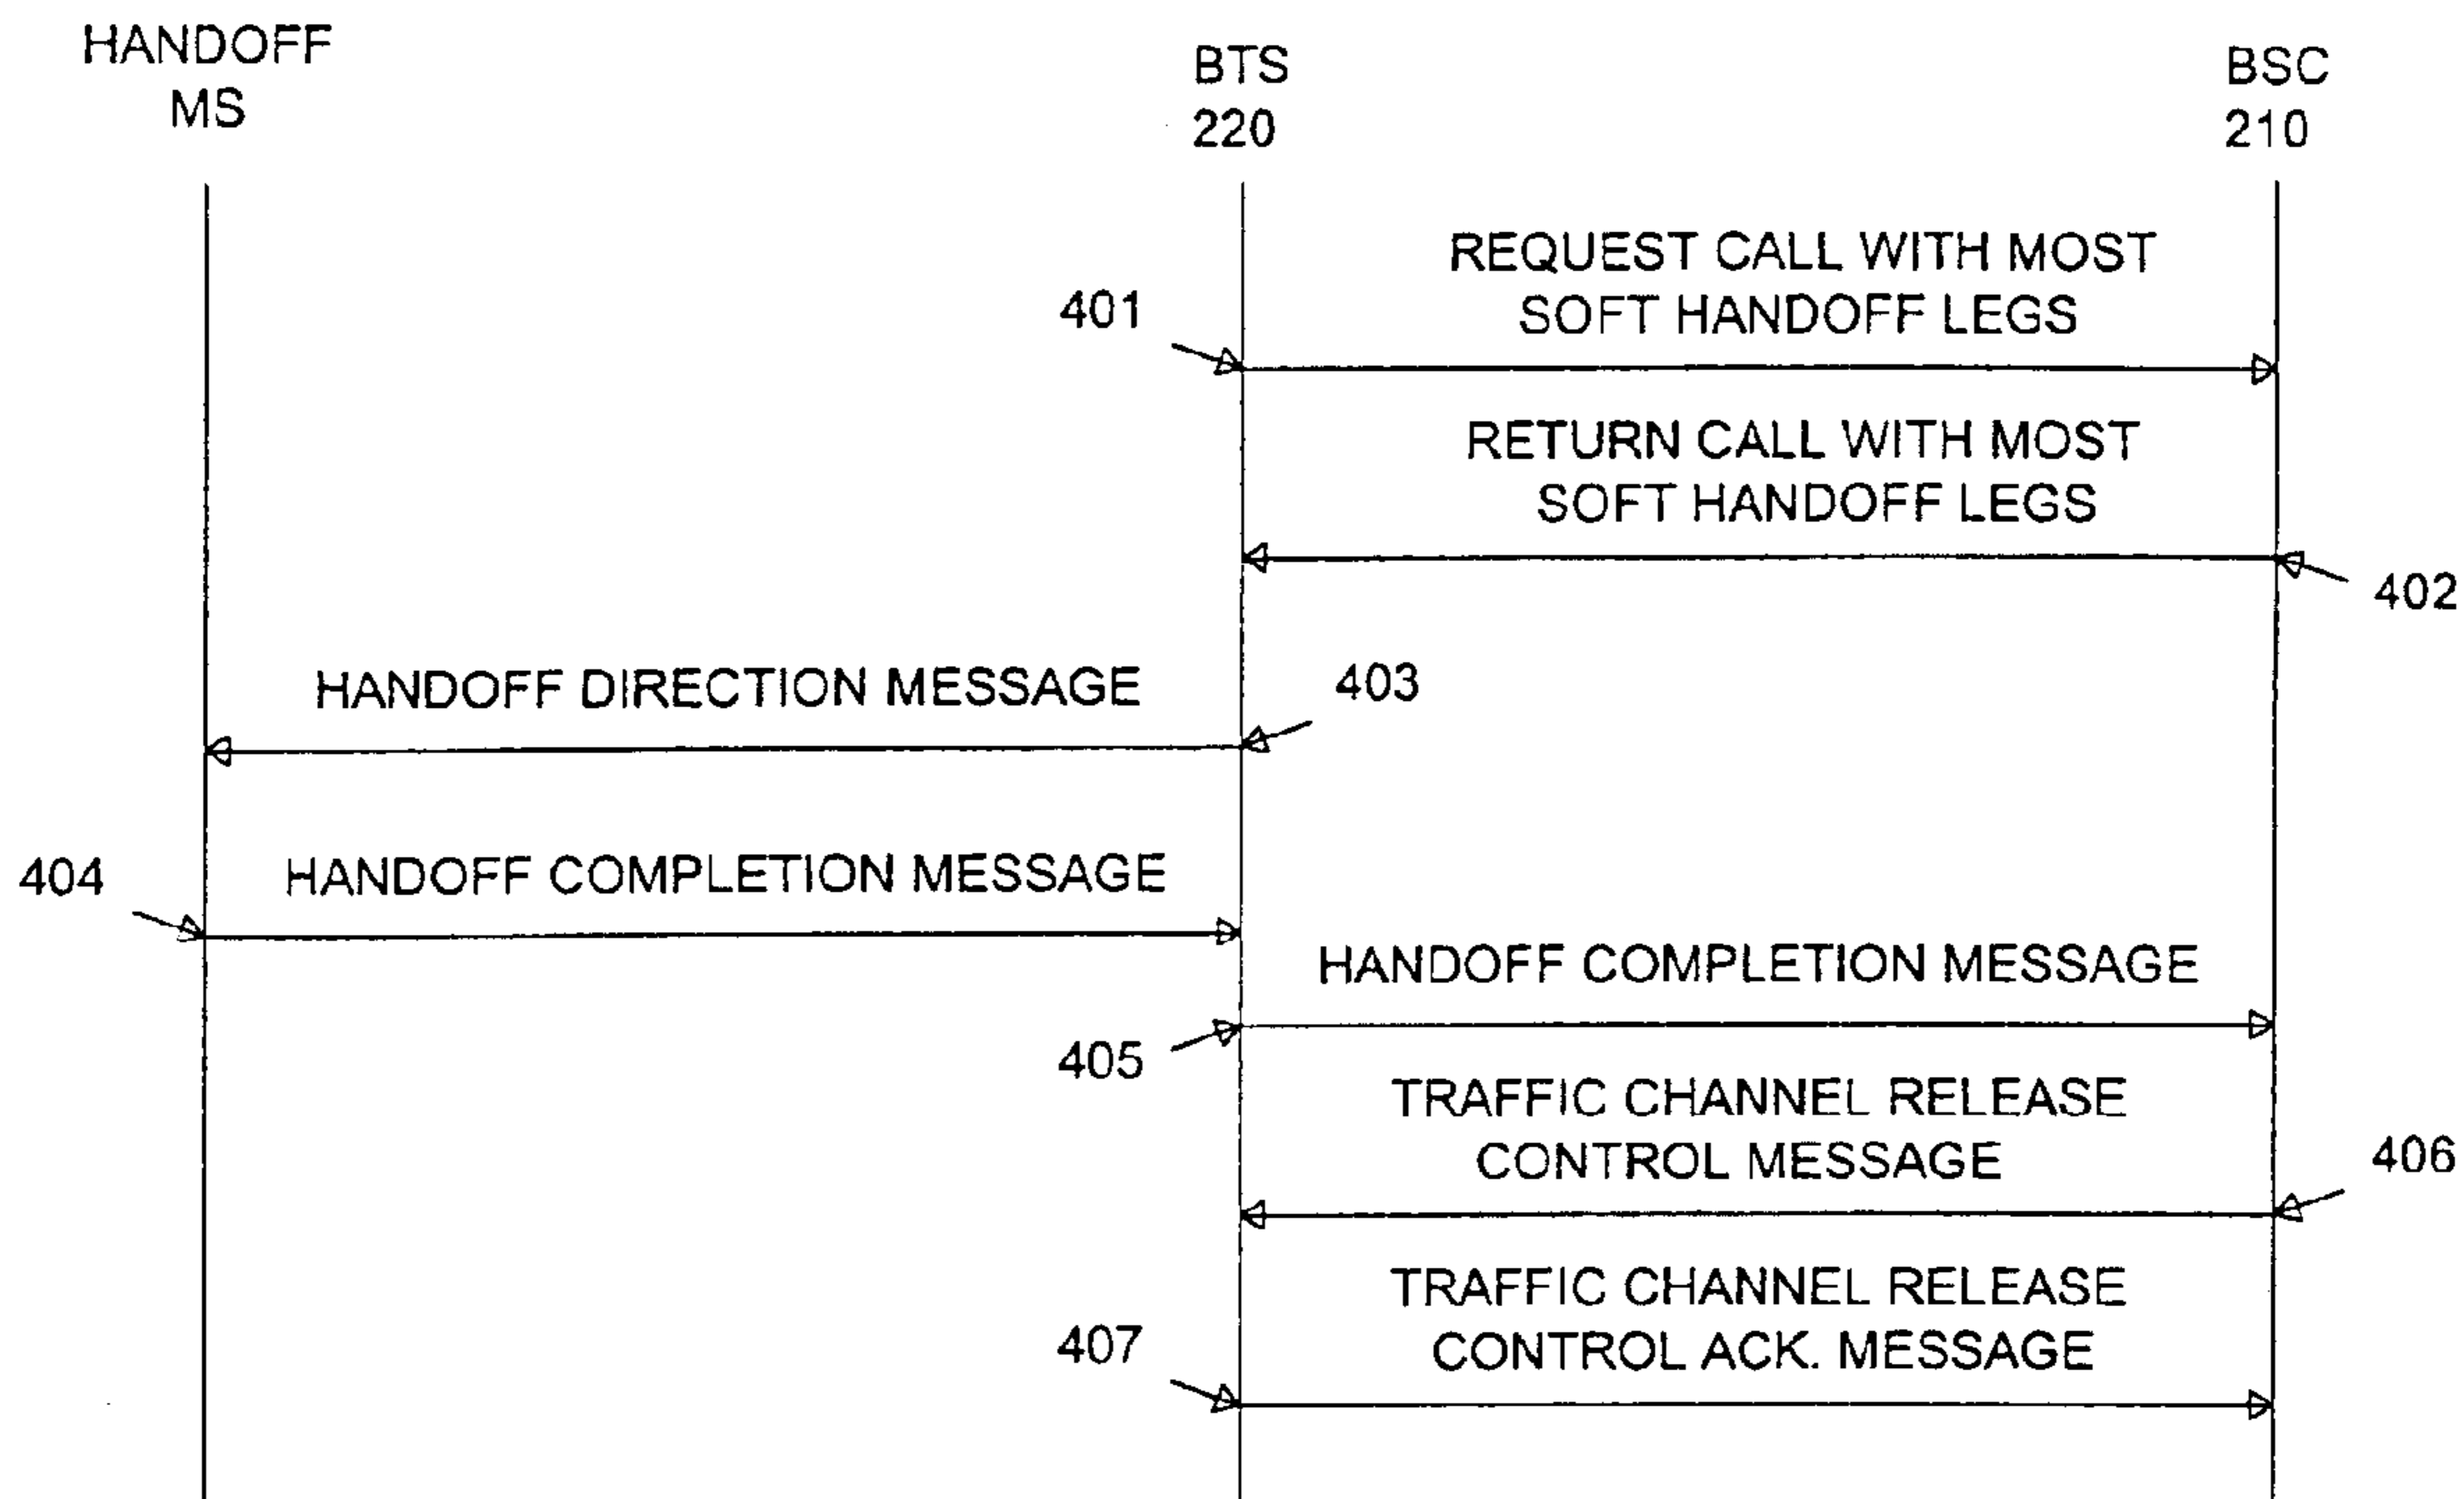 HANDOFF
MS
BTS
220
BSC
210
REQUEST CALL WITH MOST
SOFT HANDOFF LEGS
401
RETURN CALL WITH MOST
SOFT HANDOFF LEGS
402
HANDOFF DIRECTION MESSAGE
403
404
HANDOFF COMPLETION MESSAGE
HANDOFF COMPLETION MESSAGE
405
TRAFFIC CHANNEL RELEASE
CONTROL MESSAGE
406
TRAFFIC CHANNEL RELEASE
CONTROL ACK. MESSAGE
407